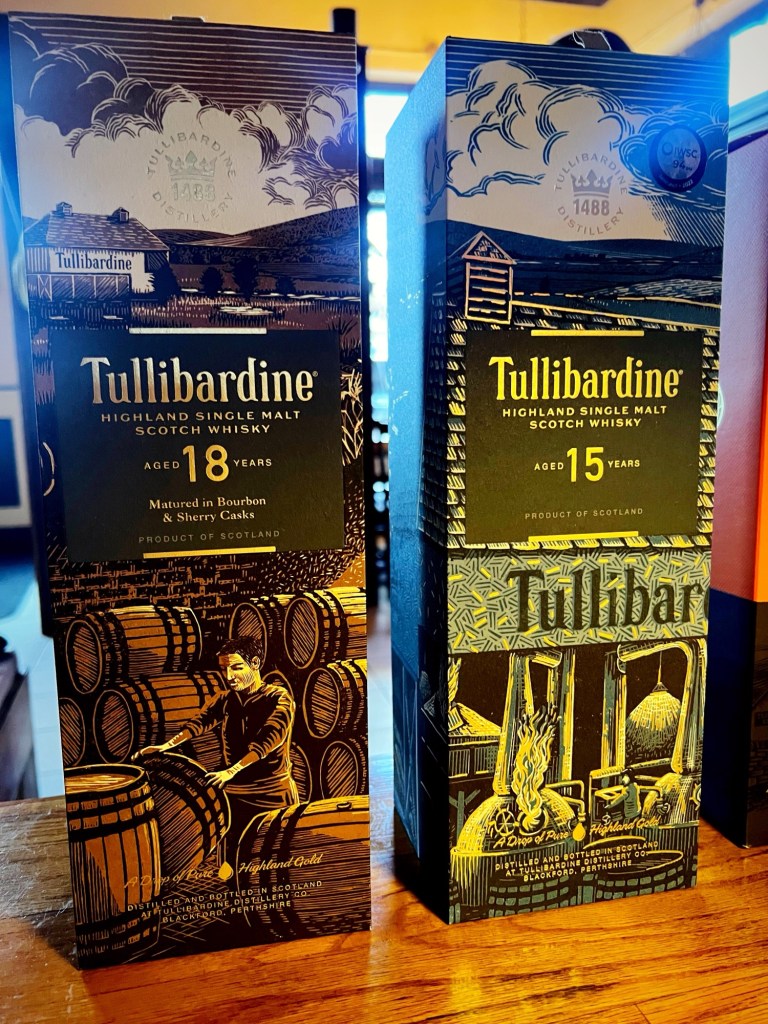 TULLIBARDINE
1488
DISTILLERY
Tullibardine
Tullibardine®
HIGHLAND SINGLE MALT
SCOTCH WHISKY
AGED 18 YEARS
Matured in Bourbon
& Sherry Casks
PRODUCT OF SCOTLAND
A Drop of Pure Highland Gold
DISTILLED AND BOTTLED IN SCOTLAND
AT TULLIBARDINE DISTILLERY CO.
BLACKFORD, PERTHSHIRE
TULLIBARDINE
1488
DISTILLERY
IWSC
94
Tullibardine®
HIGHLAND SINGLE MALT
SCOTCH WHISKY
AGED 15 YEARS
PRODUCT OF SCOTLAND
Tullibar
A Drop of Pure Highland Gold
DISTILLED AND BOTTLED IN SCOTLAND
AT TULLIBARDINE DISTILLERY CO.
BLACKFORD, PERTHSHIRE